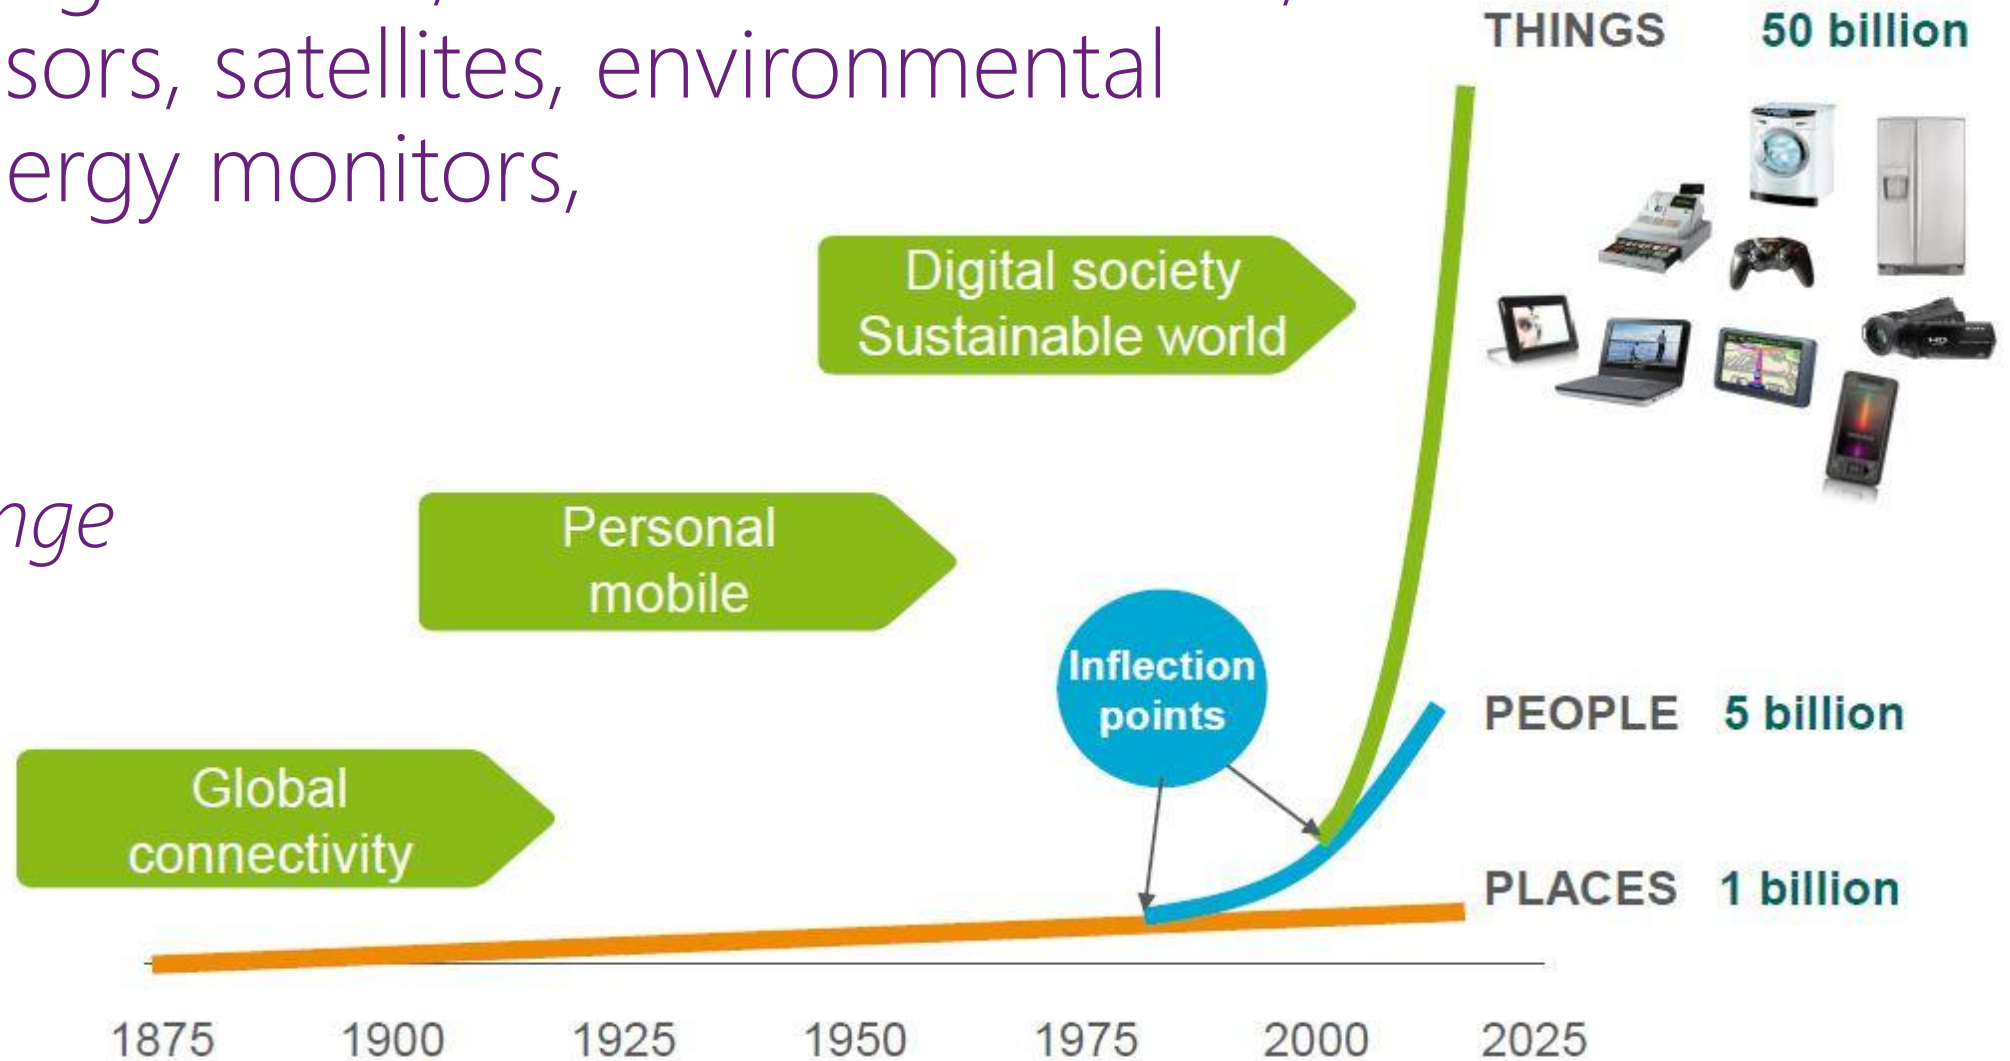 sors, satellites, environmental
ergy monitors,
nge
THINGS 50 billion
Digital society
Sustainable world
Personal
mobile
Inflection
points
PEOPLE 5 billion
Global
connectivity
PLACES 1 billion
1875 1900 1925 1950 1975 2000 2025